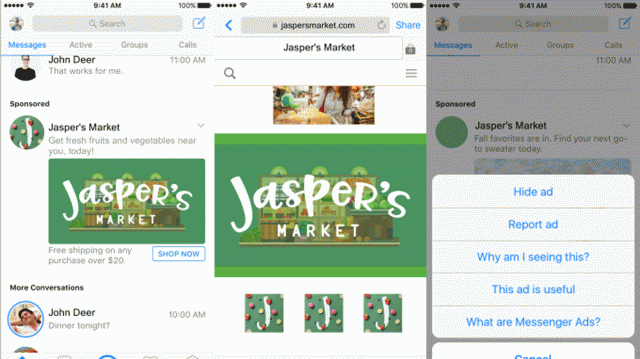 9:41 AM 100%
Search
Messages Active Groups Calls
John Deer 11:00 AM
That works for me.
Sponsored
Jasper's Market
Get fresh fruits and vegetables near
you, today!
Jasper's
MARKET
Free shipping on any
purchase over $20.
SHOP NOW
More Conversations
John Deer 10:00 AM
Dinner tonight?
9:41 AM 100%
jaspersmarket.com Share
Jasper's Market
Jasper's
MARKET
J J J
9:41 AM 100%
Search
Messages Active Groups Calls
11:00 AM
Sponsored
Jasper's Market
Fall favorites are in. Find your next go-
to sweater today.
Hide ad
Report ad
Why am I seeing this?
This ad is useful
What are Messenger Ads?
Cancel